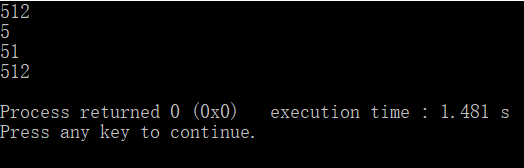 512
5
51
512
Process returned 0 (0x0)   execution time : 1.481 s
Press any key to continue.